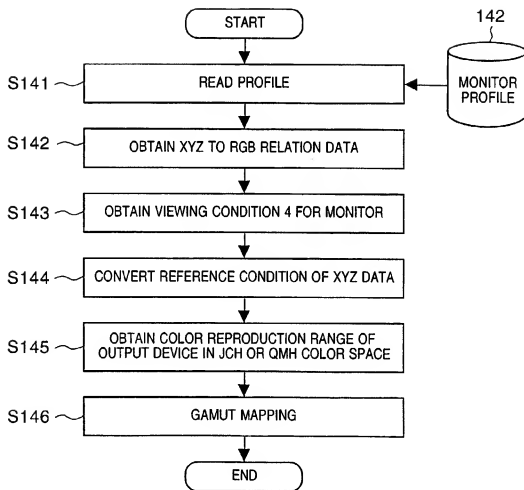 START
142
S141
READ PROFILE
MONITOR
PROFILE
S142
OBTAIN XYZ TO RGB RELATION DATA
S143
OBTAIN VIEWING CONDITION 4 FOR MONITOR
S144
CONVERT REFERENCE CONDITION OF XYZ DATA
S145
OBTAIN COLOR REPRODUCTION RANGE OF
OUTPUT DEVICE IN JCH OR QMH COLOR SPACE
S146
GAMUT MAPPING
END